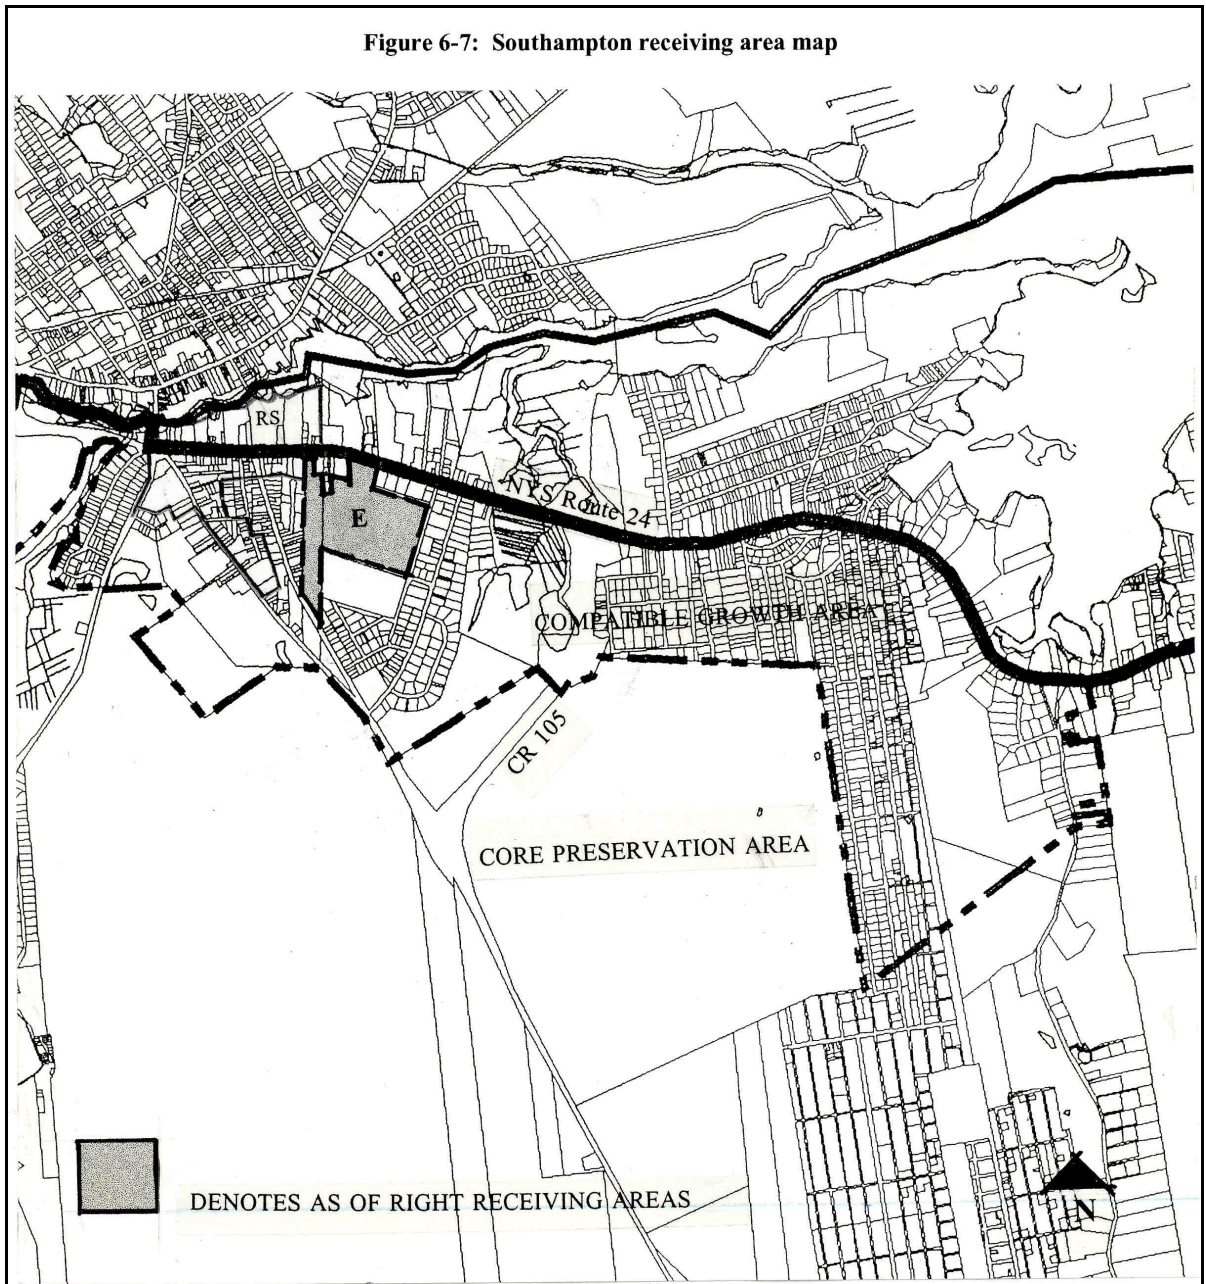 Figure 6-7: Southampton receiving area map
RS
E
NYS Route 24
COMPATIBLE GROWTH AREA
CR 105
CORE PRESERVATION AREA
DENOTES AS OF RIGHT RECEIVING AREAS
N